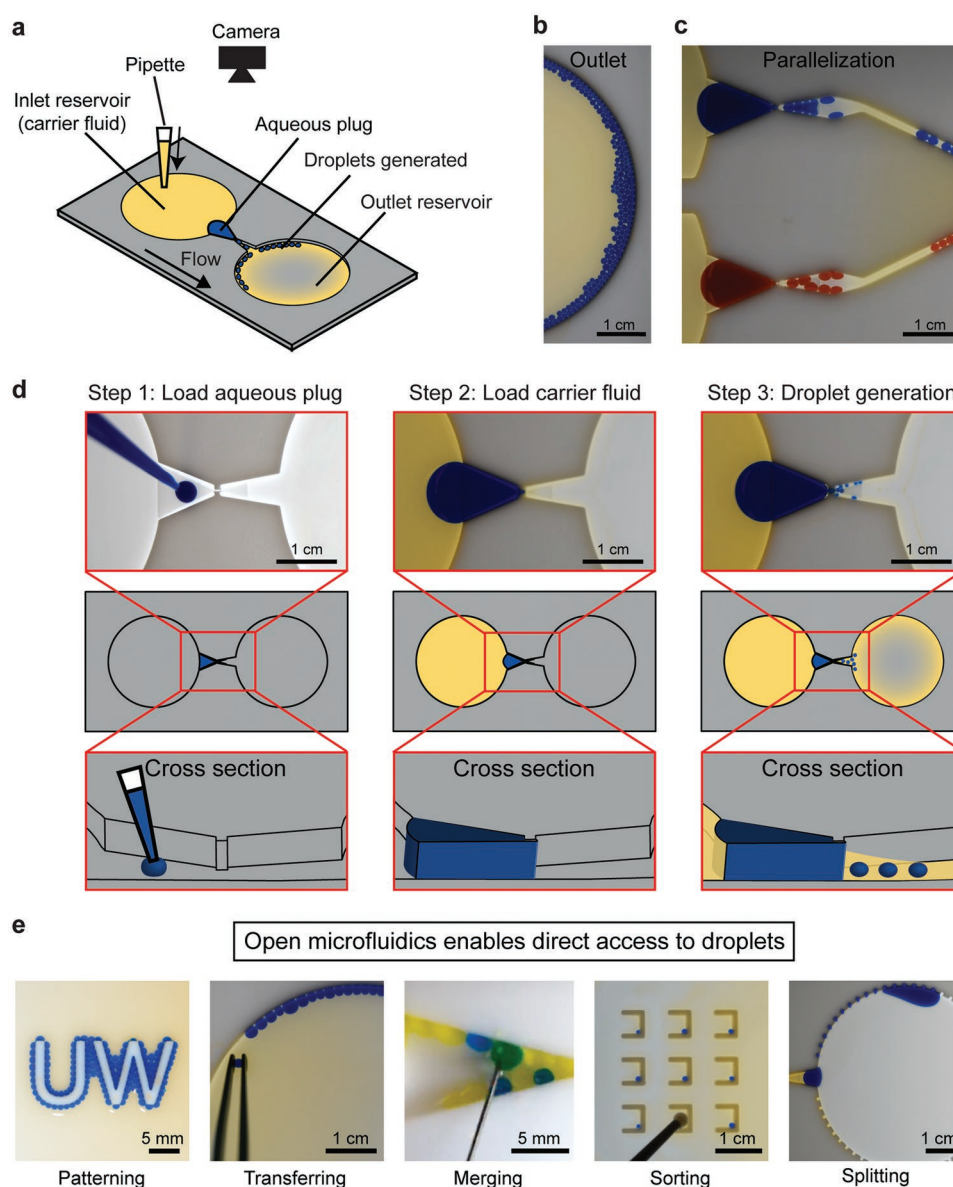 a
Camera
Pipette
Inlet reservoir
(carrier fluid)
Aqueous plug
Droplets generated
Outlet reservoir
Flow
b
Outlet
1 cm
c
Parallelization
1 cm
d
Step 1: Load aqueous plug
Step 2: Load carrier fluid
Step 3: Droplet generation
1 cm
1 cm
1 cm
Cross section
Cross section
Cross section
e
Open microfluidics enables direct access to droplets
UW
5 mm
1 cm
5 mm
1 cm
1 cm
Patterning
Transferring
Merging
Sorting
Splitting